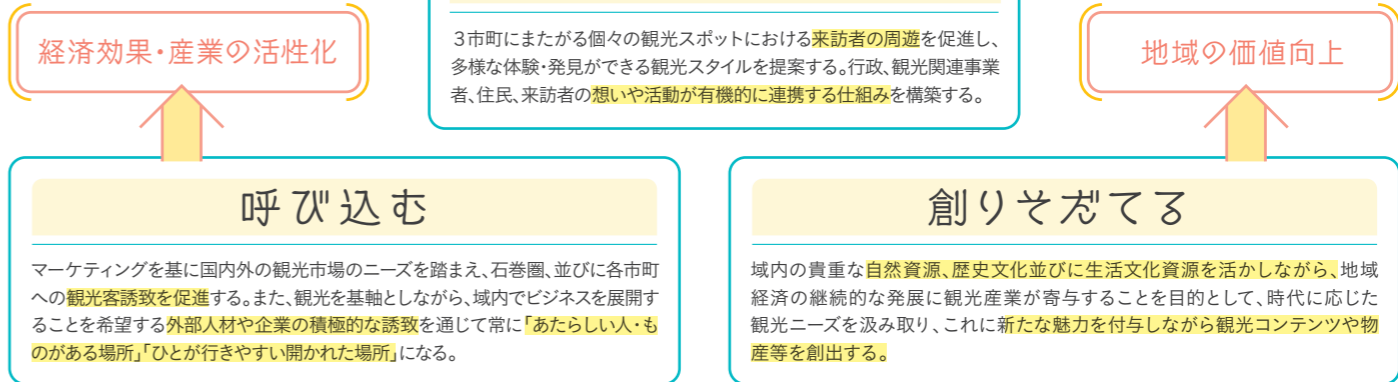 経済効果・産業の活性化
3市町にまたがる個々の観光スポットにおける来訪者の周遊を促進し、
多様な体験・発見ができる観光スタイルを提案する。行政、観光関連事業
者、住民、来訪者の想いや活動が有機的に連携する仕組みを構築する。
地域の価値向上
呼び込む
マーケティングを基に国内外の観光市場のニーズを踏まえ、石巻圏、並びに各市町
への観光客誘致を促進する。また、観光を基軸としながら、域内でビジネスを展開す
ることを希望する外部人材や企業の積極的な誘致を通じて常に「あたらしい人・も
のがある場所」「ひとが行きやすい開かれた場所」になる。
創りそだてる
域内の貴重な自然資源、歴史文化並びに生活文化資源を活かしながら、地域
経済の継続的な発展に観光産業が寄与することを目的として、時代に応じた
観光ニーズを汲み取り、これに新たな魅力を付与しながら観光コンテンツや物
産等を創出する。